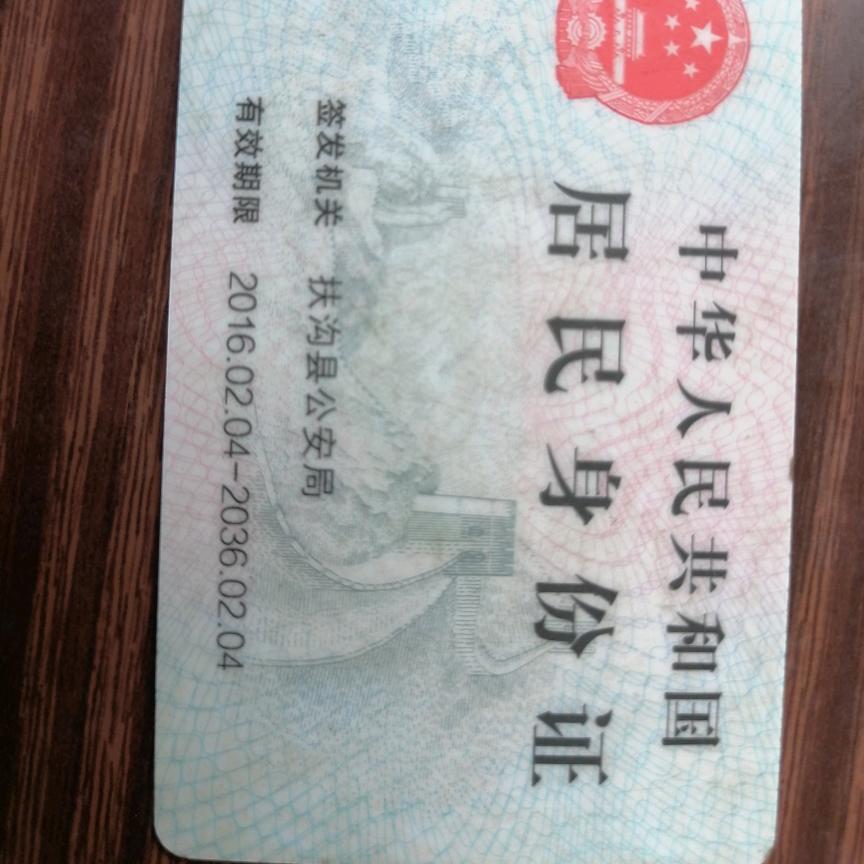 中华人民共和国
居民身份证
签发机关 扶沟县公安局
有效期限 2016.02.04-2036.02.04